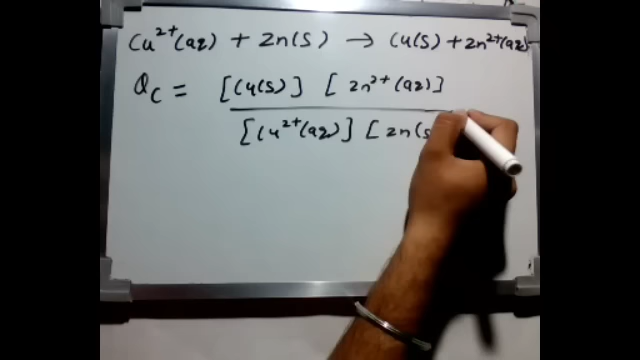 Cu²⁺(aq) + Zn(s) → Cu(s) + Zn²⁺(aq)
Qc = [Cu(s)] [Zn²⁺(aq)]
[Cu²⁺(aq)] [Zn(s